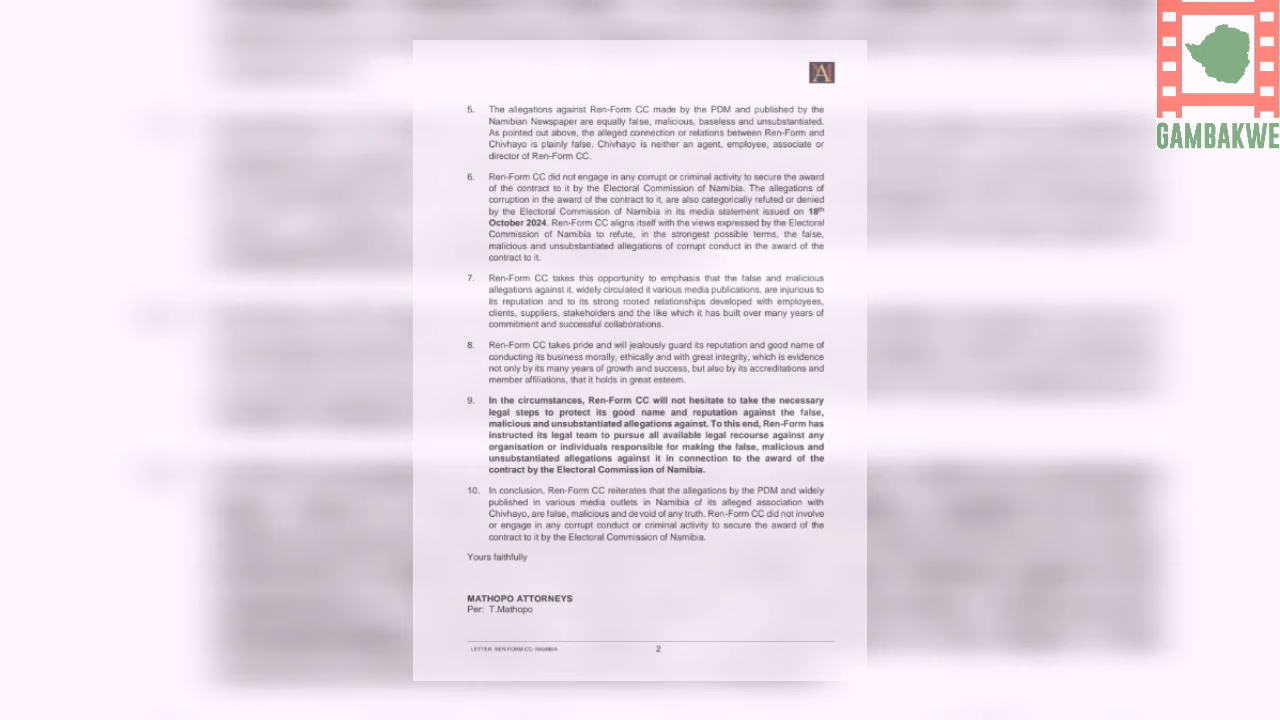 GAMBAKWE
5. The allegations against Ren-Form CC made by the PDM and published by the
Namibian Newspaper are equally false, malicious, baseless and unsubstantiated.
As pointed out above, the alleged connection or relations between Ren-Form and
Chivhayo is plainly false. Chivhayo is neither an agent, employee, associate or
director of Ren-Form CC.
6. Ren-Form CC did not engage in any corrupt or criminal activity to secure the award
of the contract to it by the Electoral Commission of Namibia. The allegations of
corruption in the award of the contract to it, are also categorically refuted or denied
by the Electoral Commission of Namibia in its media statement issued on 18th
October 2024. Ren-Form CC aligns itself with the views expressed by the Electoral
Commission of Namibia to refute, in the strongest possible terms, the false,
malicious and unsubstantiated allegations of corrupt conduct in the award of the
contract to it.
7. Ren-Form CC takes this opportunity to emphasis that the false and malicious
allegations against it, widely circulated it various media publications, are injurious to
its reputation and to its strong rooted relationships developed with employees,
clients, suppliers, stakeholders and the like which it has built over many years of
commitment and successful collaborations.
8. Ren-Form CC takes pride and will jealously guard its reputation and good name of
conducting its business morally, ethically and with great integrity, which is evidence
not only by its many years of growth and success, but also by its accreditations and
member affiliations, that it holds in great esteem.
9. In the circumstances, Ren-Form CC will not hesitate to take the necessary
legal steps to protect its good name and reputation against the false,
malicious and unsubstantiated allegations against. To this end, Ren-Form has
instructed its legal team to pursue all available legal recourse against any
organisation or individuals responsible for making the false, malicious and
unsubstantiated allegations against it in connection to the award of the
contract by the Electoral Commission of Namibia.
10. In conclusion, Ren-Form CC reiterates that the allegations by the PDM and widely
published in various media outlets in Namibia of its alleged association with
Chivhayo, are false, malicious and devoid of any truth. Ren-Form CC did not involve
or engage in any corrupt conduct or criminal activity to secure the award of the
contract to it by the Electoral Commission of Namibia.
Yours faithfully
MATHOPO ATTORNEYS
Per: T.Mathopo
LETTER REN-FORM CC- NAMIBIA
2